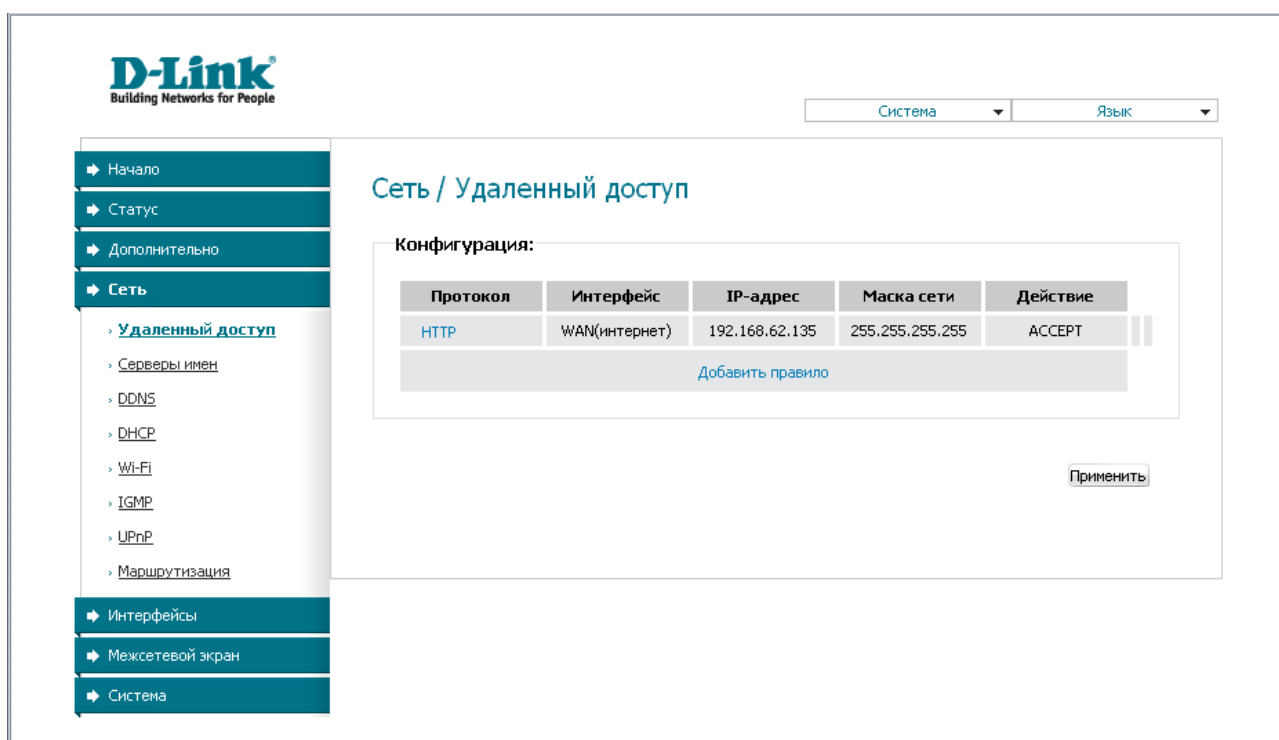 D-Link
Building Networks for People
Система Язык
Начало
Статус
Дополнительно
Сеть
Удаленный доступ
Серверы имен
DDNS
DHCP
Wi-Fi
IGMP
UPnP
Маршрутизация
Интерфейсы
Межсетевой экран
Система
Сеть / Удаленный доступ
Конфигурация:
Протокол Интерфейс IP-адрес Маска сети Действие
HTTP WAN(интернет) 192.168.62.135 255.255.255.255 ACCEPT
Добавить правило
Применить